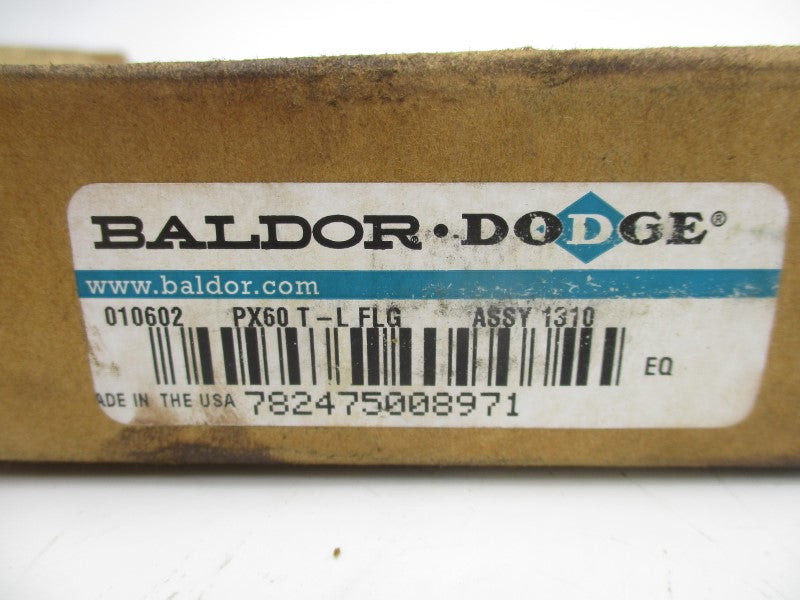 BALDOR • DODGE®
www.baldor.com
010602 PX60 T-L FLG ASSY 1310
EQ
ADE IN THE USA 782475008971